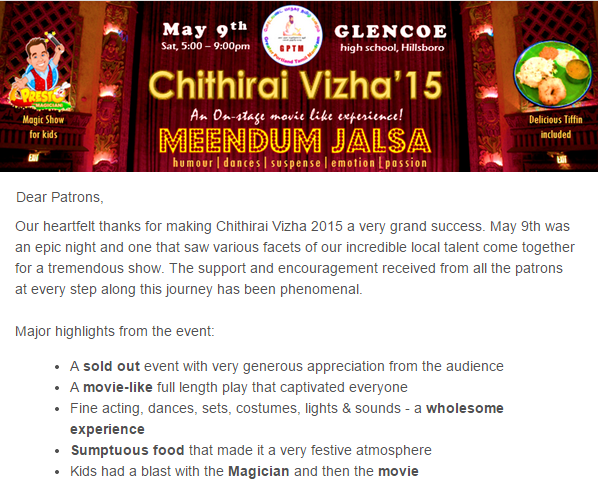 May 9th
Sat, 5:00 – 9:00pm
GPTM
GLENCOE
high school, Hillsboro
Chithirai Vizha'15
An On-stage movie like experience!
MEENDUM JALSA
humour | dances | suspense | emotion | passion
PRESTO
MAGICIAN!
Magic Show
for kids
Delicious Tiffin
included
EXIT
EXIT
Dear Patrons,
Our heartfelt thanks for making Chithirai Vizha 2015 a very grand success. May 9th was
an epic night and one that saw various facets of our incredible local talent come together
for a tremendous show. The support and encouragement received from all the patrons
at every step along this journey has been phenomenal.
Major highlights from the event:
• A sold out event with very generous appreciation from the audience
• A movie-like full length play that captivated everyone
• Fine acting, dances, sets, costumes, lights & sounds - a wholesome
experience
• Sumptuous food that made it a very festive atmosphere
• Kids had a blast with the Magician and then the movie